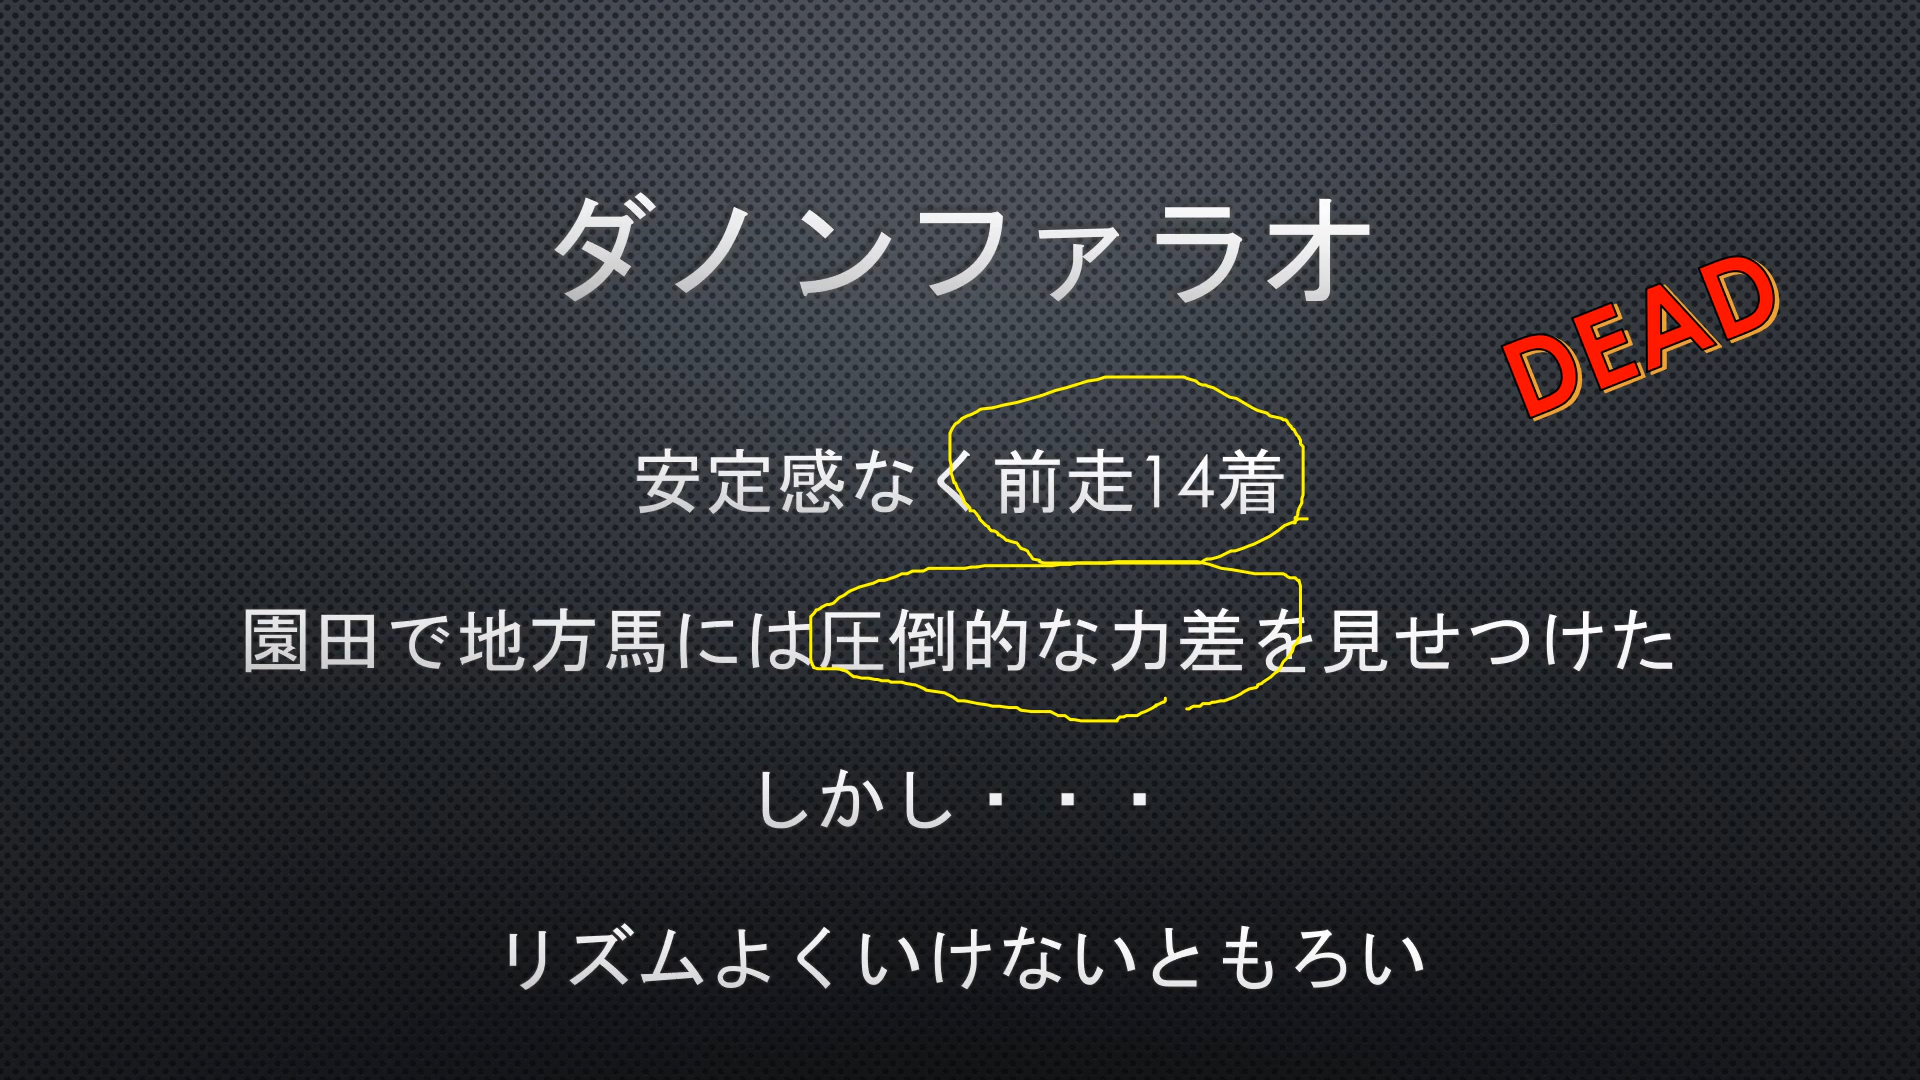 ダノンファラオ
DEAD
安定感なく前走14着
園田で地方馬には圧倒的な力差を見せつけた
しかし・・・
リズムよくいけないともろい